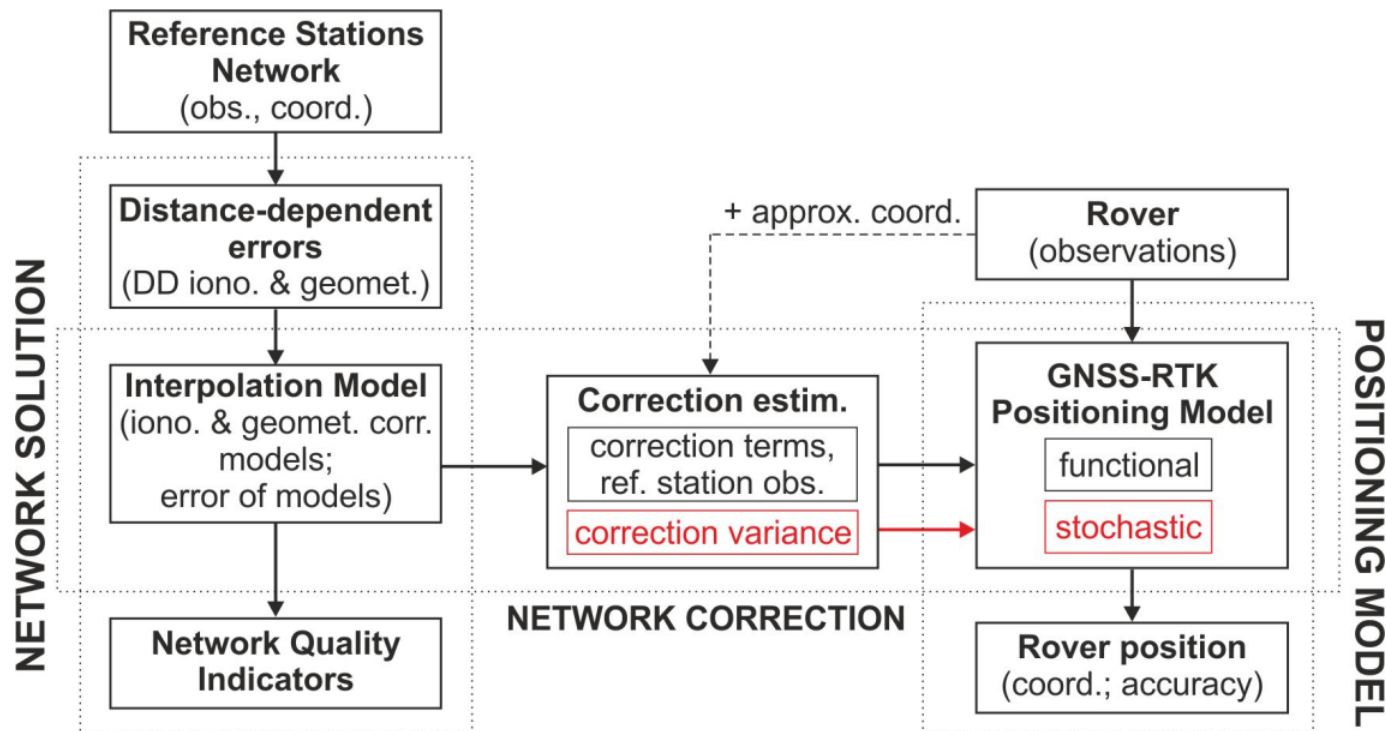 Reference Stations
Network
(obs., coord.)
Distance-dependent
errors
(DD iono. & geomet.)
+ approx. coord.
Rover
(observations)
NETWORK SOLUTION
Interpolation Model
(iono. & geomet. corr.
models;
error of models)
Correction estim.
correction terms,
ref. station obs.
correction variance
GNSS-RTK
Positioning Model
functional
stochastic
POSITIONING MODEL
NETWORK CORRECTION
Network Quality
Indicators
Rover position
(coord.; accuracy)